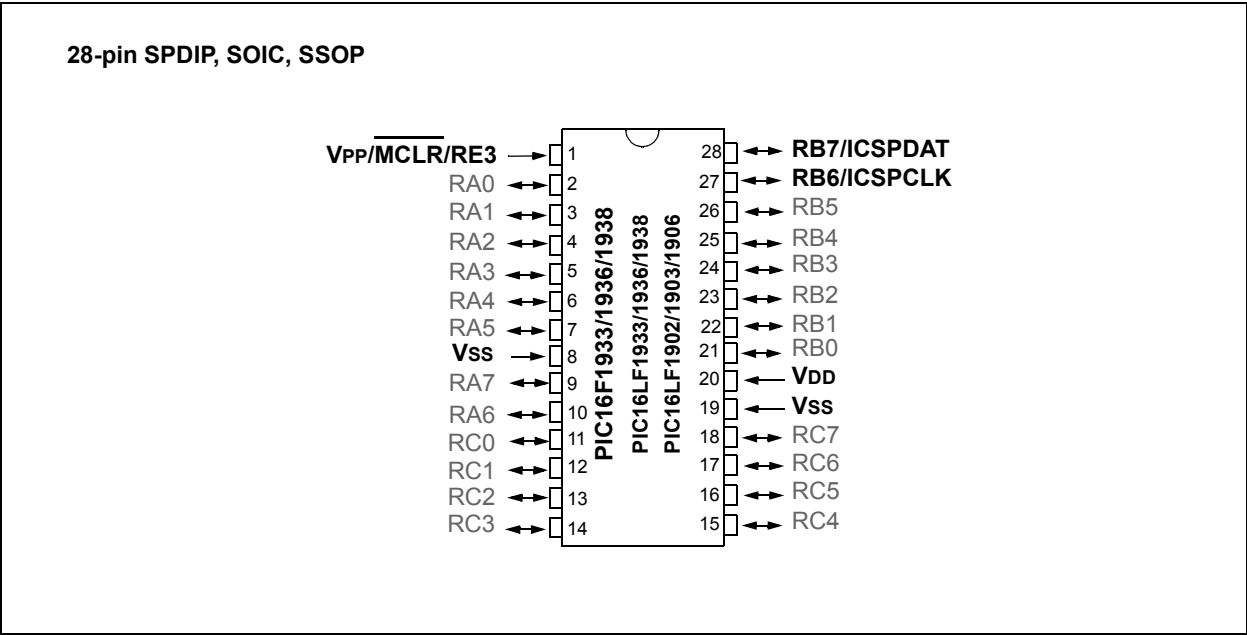 28-pin SPDIP, SOIC, SSOP
VPP/MCLR/RE3 1 28 RB7/ICSPDAT
RA0 2 27 RB6/ICSPCLK
RA1 3 26 RB5
RA2 4 25 RB4
RA3 5 24 RB3
RA4 6 23 RB2
RA5 7 22 RB1
VSS 8 21 RB0
RA7 9 20 VDD
RA6 10 19 VSS
RC0 11 18 RC7
RC1 12 17 RC6
RC2 13 16 RC5
RC3 14 15 RC4
PIC16F1933/1936/1938
PIC16LF1933/1936/1938
PIC16LF1902/1903/1906